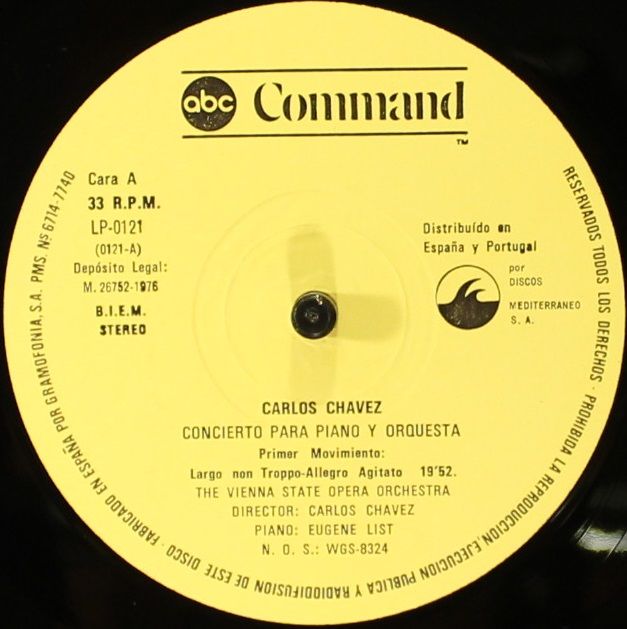 abc Command
TM
Cara A
33 R.P.M.
LP-0121
(0121-A)
Depósito Legal:
M. 26752-1976
B.I.E.M.
STEREO
Distribuído en
España y Portugal
por
DISCOS
MEDITERRANEO
S. A.
CARLOS CHAVEZ
CONCIERTO PARA PIANO Y ORQUESTA
Primer Movimiento:
Largo non Troppo-Allegro Agitato 19'52.
THE VIENNA STATE OPERA ORCHESTRA
DIRECTOR: CARLOS CHAVEZ
PIANO: EUGENE LIST
N. O. S.: WGS-8324
RESERVADOS TODOS LOS DERECHOS · PROHIBIDA LA REPRODUCCION, EJECUCION PUBLICA Y RADIODIFUSION DE ESTE DISCO · FABRICADO EN ESPAÑA POR GRAMOFONIA, S.A. PMS. Nº 6714-7740